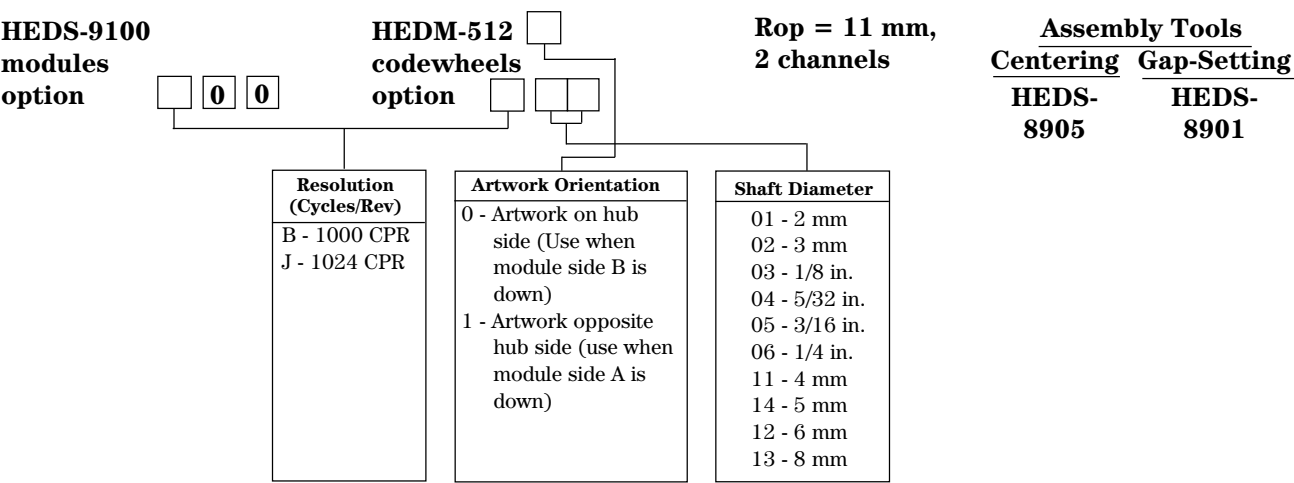 HEDS-9100
modules
option
0 0
HEDM-512
codewheels
option
Rop = 11 mm,
2 channels
Assembly Tools
Centering Gap-Setting
HEDS- HEDS-
8905 8901
Resolution
(Cycles/Rev)
B - 1000 CPR
J - 1024 CPR
Artwork Orientation
0 - Artwork on hub
side (Use when
module side B is
down)
1 - Artwork opposite
hub side (use when
module side A is
down)
Shaft Diameter
01 - 2 mm
02 - 3 mm
03 - 1/8 in.
04 - 5/32 in.
05 - 3/16 in.
06 - 1/4 in.
11 - 4 mm
14 - 5 mm
12 - 6 mm
13 - 8 mm